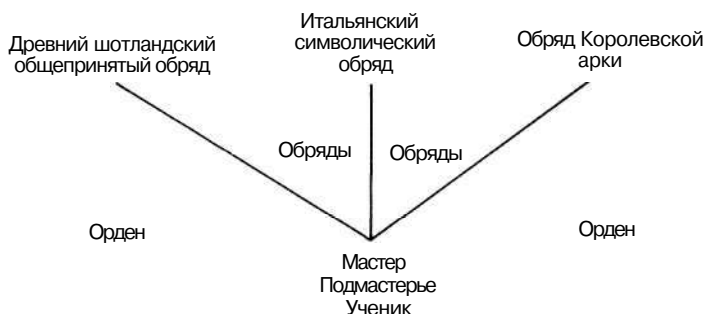 Древний шотландский
общепринятый обряд
Итальянский
символический
обряд
Обряд Королевской
арки
Обряды
Обряды
Орден
Орден
Мастер
Подмастерье
Ученик